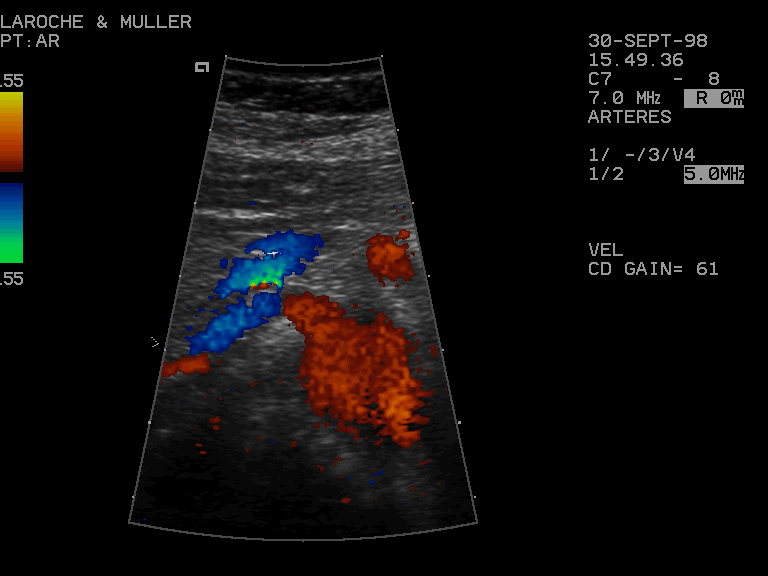 LAROCHE & MULLER
PT:AR
.55
.55
30-SEPT-98
15.49.36
C7 - 8
7.0 MHz R 0mm
ARTERES
1/ -/3/V4
1/2 5.0MHz
VEL
CD GAIN= 61